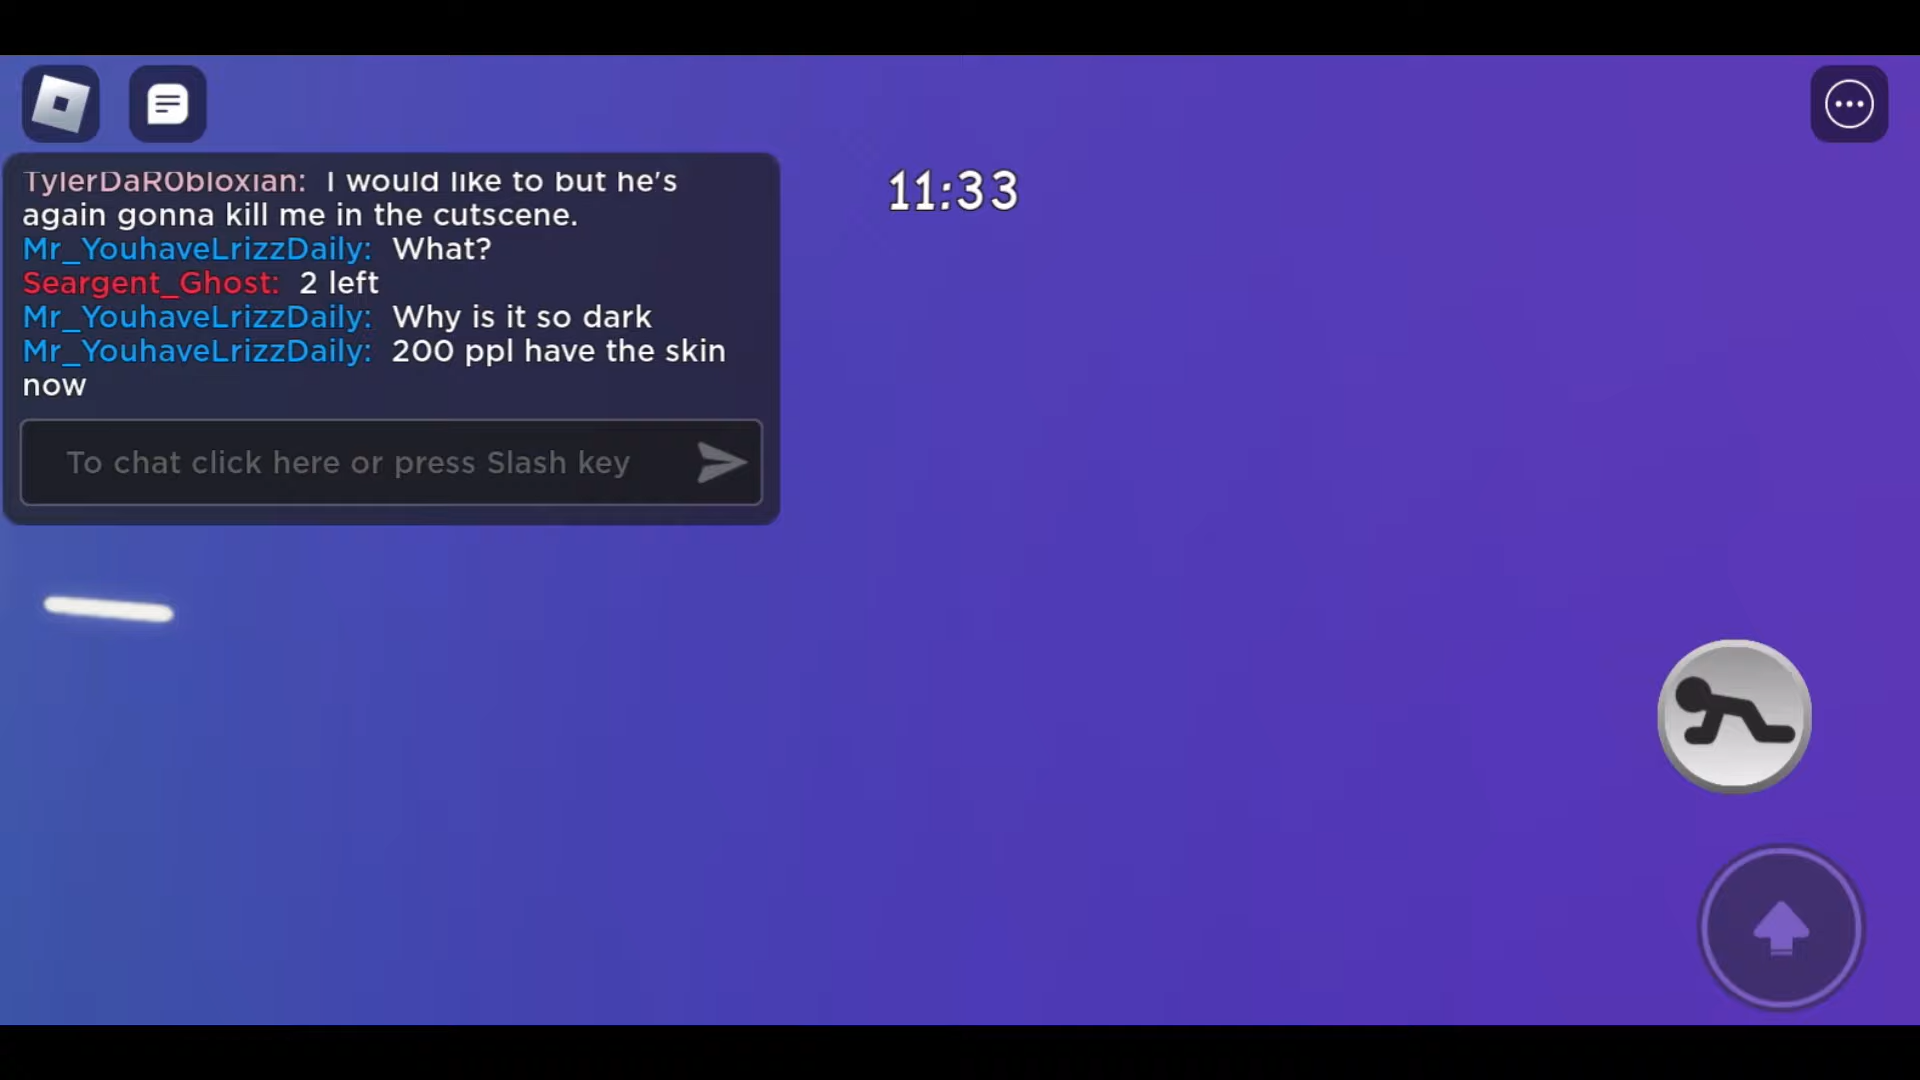 TylerDaR0bloxian: I would like to but he's
again gonna kill me in the cutscene.
Mr_YouhaveLrizzDaily: What?
Seargent_Ghost: 2 left
Mr_YouhaveLrizzDaily: Why is it so dark
Mr_YouhaveLrizzDaily: 200 ppl have the skin
now
To chat click here or press Slash key
11:33